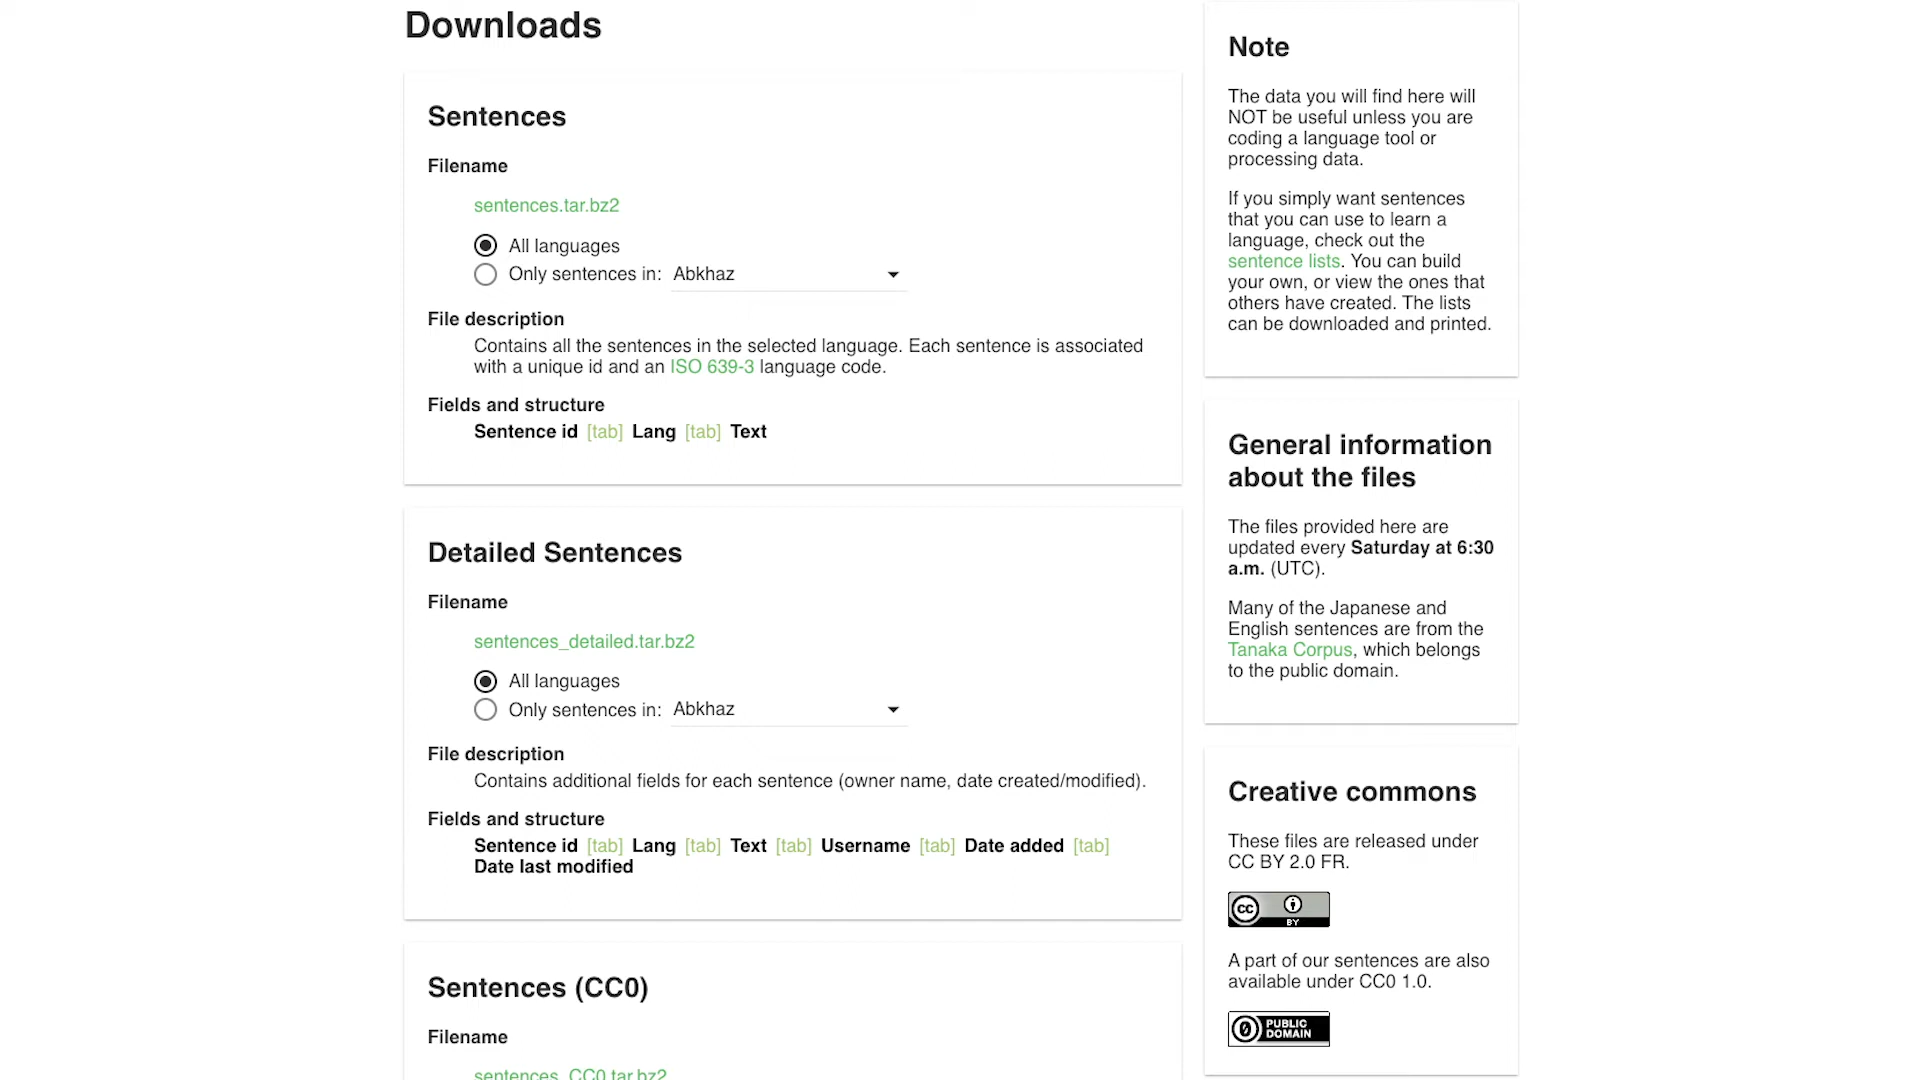 Downloads
Sentences
Filename
sentences.tar.bz2
All languages
Only sentences in: Abkhaz
File description
Contains all the sentences in the selected language. Each sentence is associated
with a unique id and an ISO 639-3 language code.
Fields and structure
Sentence id [tab] Lang [tab] Text
Detailed Sentences
Filename
sentences_detailed.tar.bz2
All languages
Only sentences in: Abkhaz
File description
Contains additional fields for each sentence (owner name, date created/modified).
Fields and structure
Sentence id [tab] Lang [tab] Text [tab] Username [tab] Date added [tab]
Date last modified
Sentences (CC0)
Filename
sentences_CC0.tar.bz2
Note
The data you will find here will
NOT be useful unless you are
coding a language tool or
processing data.
If you simply want sentences
that you can use to learn a
language, check out the
sentence lists. You can build
your own, or view the ones that
others have created. The lists
can be downloaded and printed.
General information
about the files
The files provided here are
updated every Saturday at 6:30
a.m. (UTC).
Many of the Japanese and
English sentences are from the
Tanaka Corpus, which belongs
to the public domain.
Creative commons
These files are released under
CC BY 2.0 FR.
cc
BY
A part of our sentences are also
available under CC0 1.0.
0 PUBLIC
DOMAIN